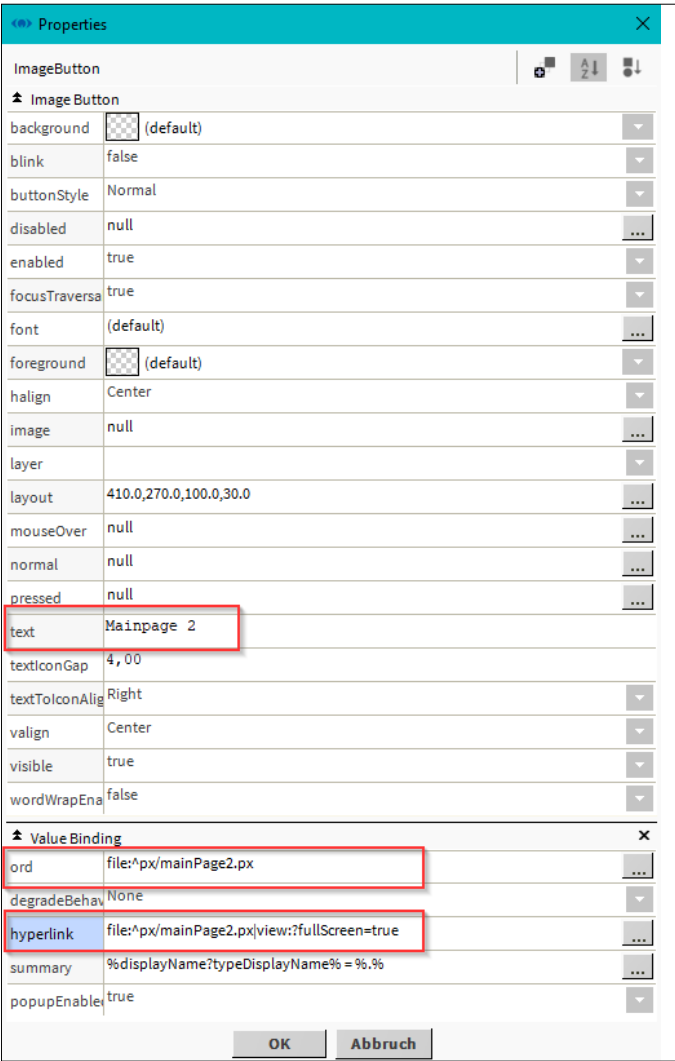 Properties
ImageButton
Image Button
background (default)
blink false
buttonStyle Normal
disabled null
enabled true
focusTraversa true
font (default)
foreground (default)
halign Center
image null
layer
layout 410.0,270.0,100.0,30.0
mouseOver null
normal null
pressed null
text Mainpage 2
textIconGap 4,00
textToIconAlig Right
valign Center
visible true
wordWrapEna false
Value Binding
ord file:^px/mainPage2.px
degradeBehav None
hyperlink file:^px/mainPage2.px|view:?fullScreen=true
summary %displayName?typeDisplayName% = %.%
popupEnable true
OK Abbruch